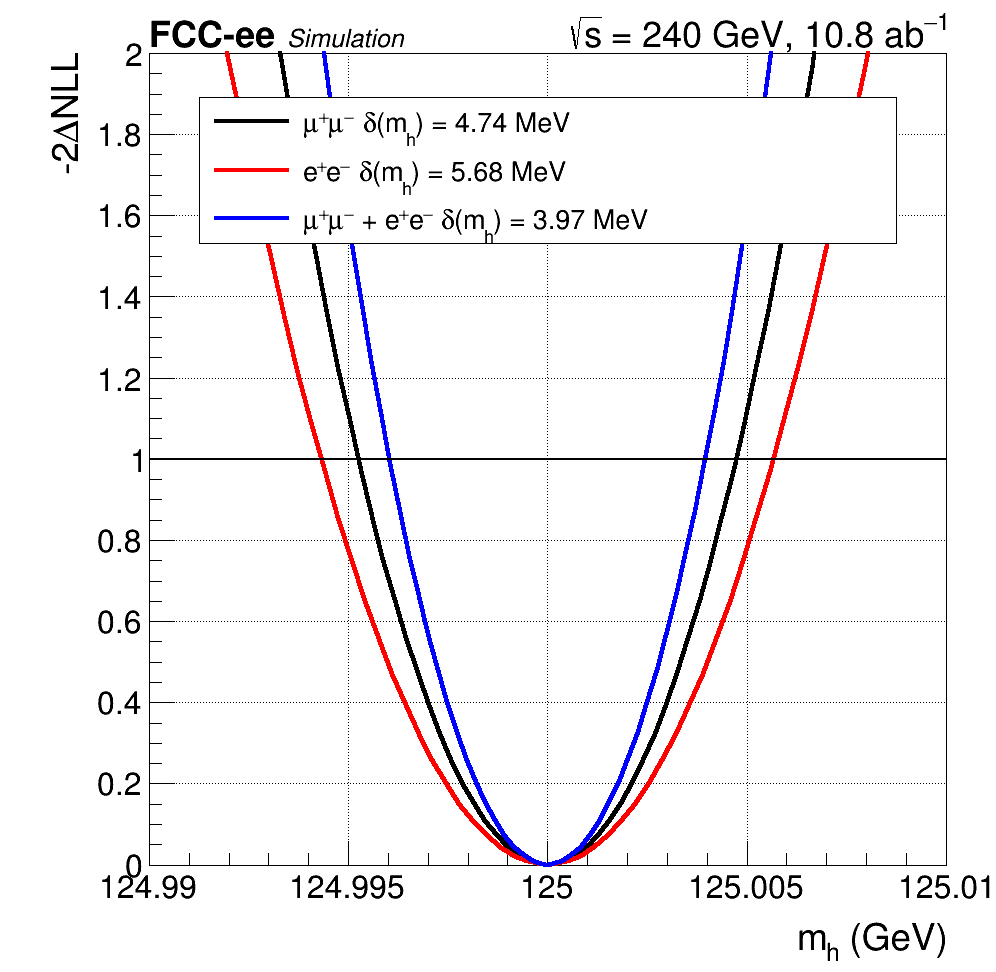 FCC-ee Simulation √s = 240 GeV, 10.8 ab⁻¹
-2ΔNLL
2
1.8
1.6
1.4
1.2
1
0.8
0.6
0.4
0.2
0
μ⁺μ⁻ δ(m_h) = 4.74 MeV
e⁺e⁻ δ(m_h) = 5.68 MeV
μ⁺μ⁻ + e⁺e⁻ δ(m_h) = 3.97 MeV
124.99 124.995 125 125.005 125.01
m_h (GeV)